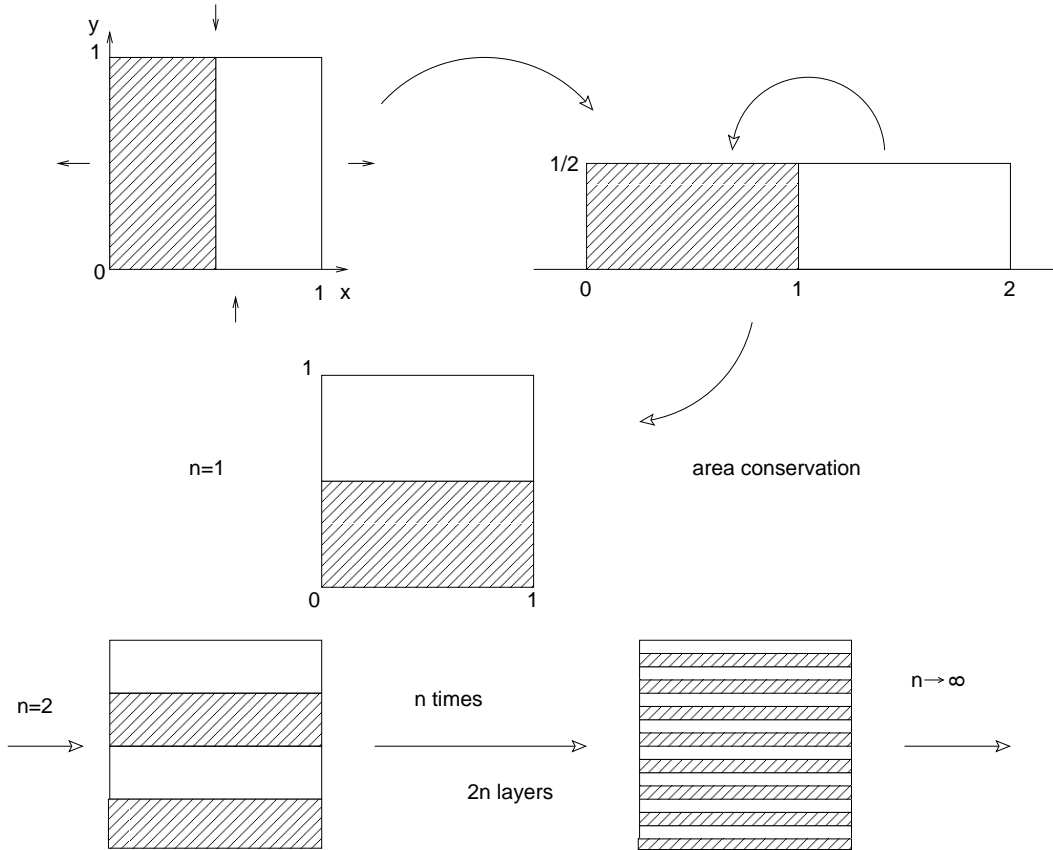 y
1
0
1
x
1/2
0
1
2
1
n=1
area conservation
0
1
n=2
n times
2n layers
n→∞